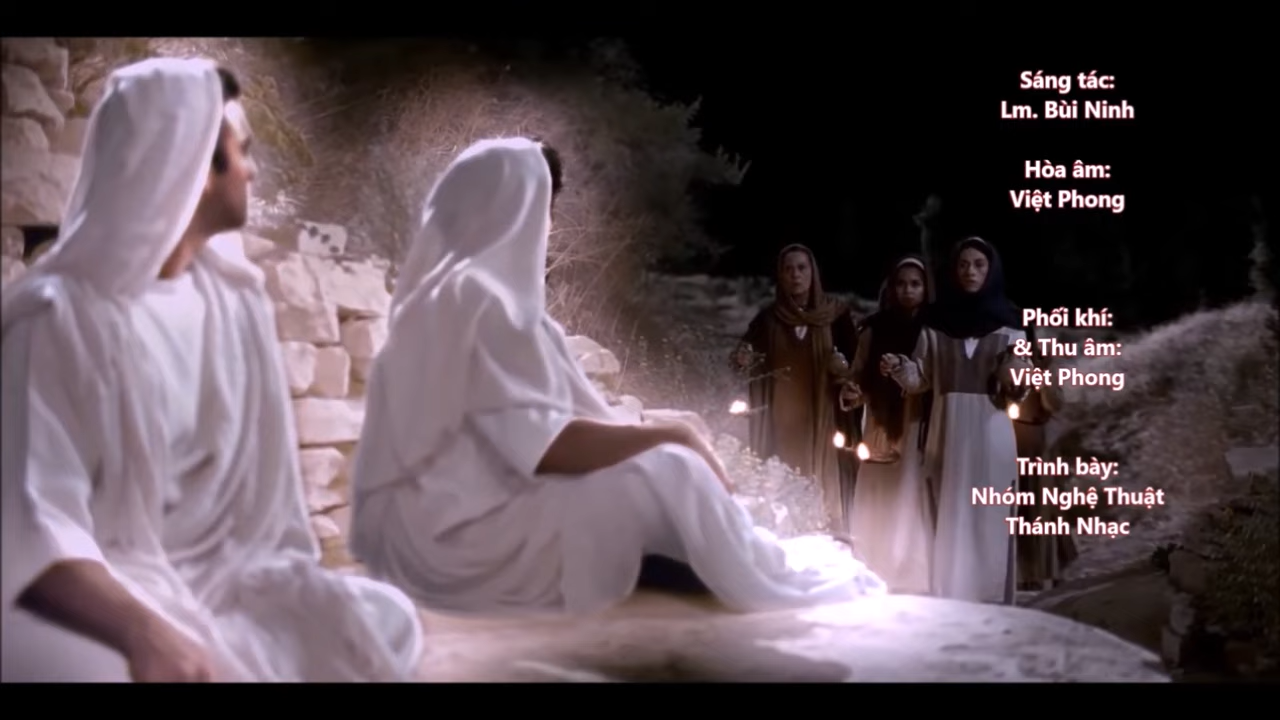 Sáng tác:
Lm. Bùi Ninh
Hòa âm:
Việt Phong
Phối khí:
& Thu âm:
Việt Phong
Trình bày:
Nhóm Nghệ Thuật
Thánh Nhạc